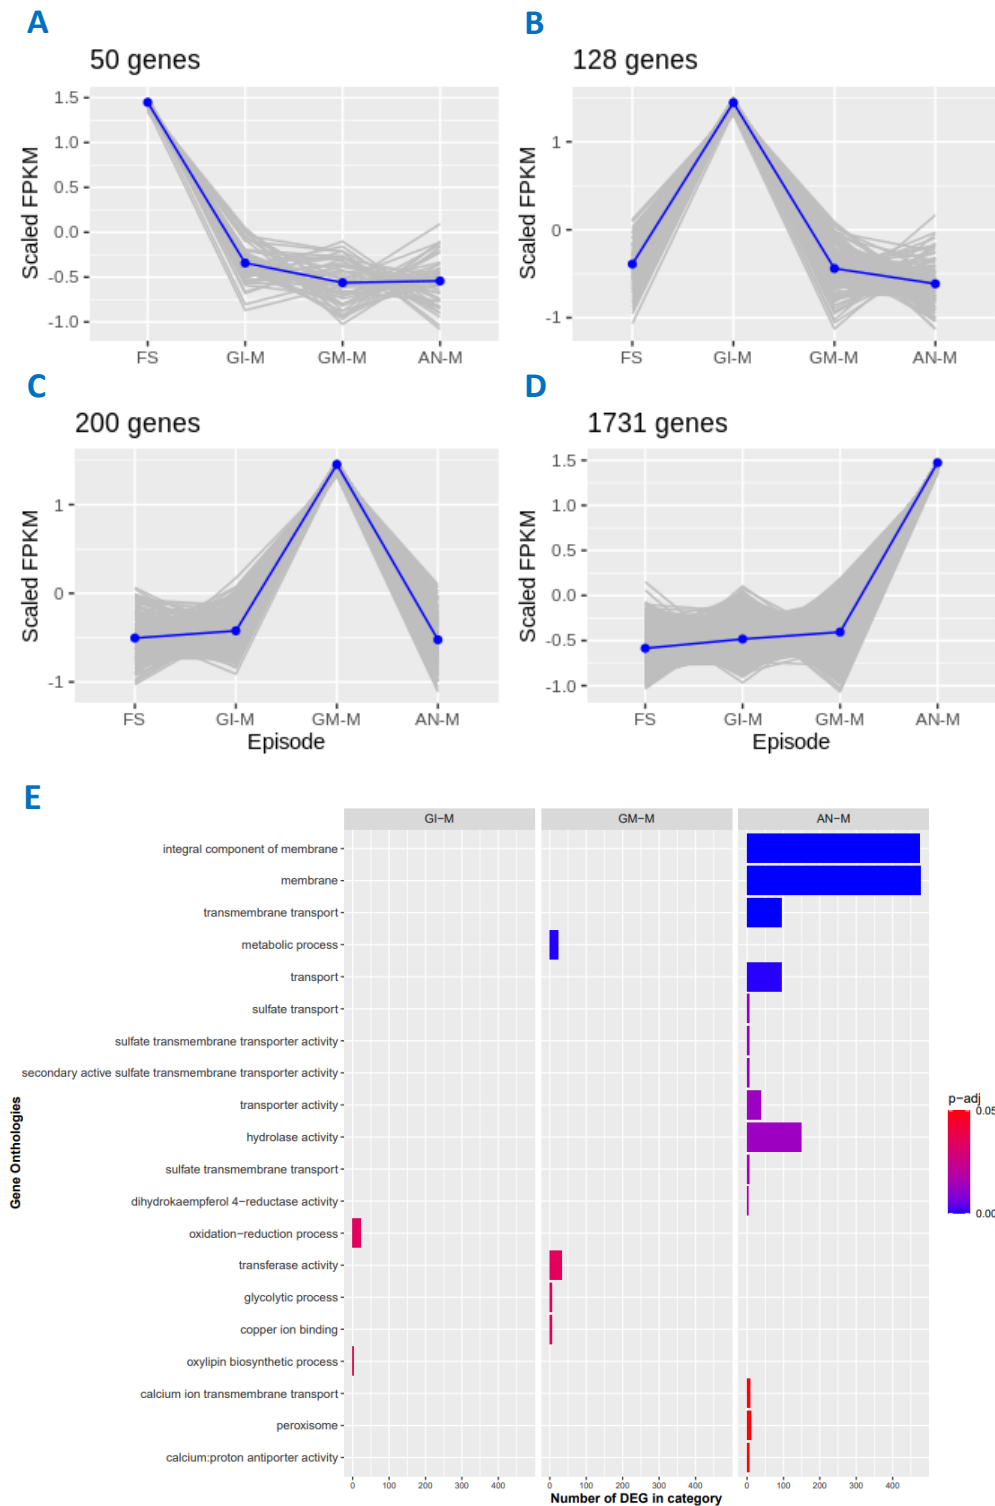 A
B
50 genes
128 genes
Scaled FPKM
1.5
1.0
0.5
0.0
-0.5
-1.0
FS
GI-M
GM-M
AN-M
Scaled FPKM
1
0
-1
FS
GI-M
GM-M
AN-M
C
D
200 genes
1731 genes
Scaled FPKM
1
0
-1
FS
GI-M
GM-M
AN-M
Episode
Scaled FPKM
1.5
1.0
0.5
0.0
-0.5
-1.0
FS
GI-M
GM-M
AN-M
Episode
E
GI−M
GM−M
AN−M
Gene Onthologies
integral component of membrane
membrane
transmembrane transport
metabolic process
transport
sulfate transport
sulfate transmembrane transporter activity
secondary active sulfate transmembrane transporter activity
transporter activity
hydrolase activity
sulfate transmembrane transport
dihydrokaempferol 4−reductase activity
oxidation−reduction process
transferase activity
glycolytic process
copper ion binding
oxylipin biosynthetic process
calcium ion transmembrane transport
peroxisome
calcium:proton antiporter activity
0 100 200 300 400
0 100 200 300 400
0 100 200 300 400
Number of DEG in category
p−adj
0.05
0.00